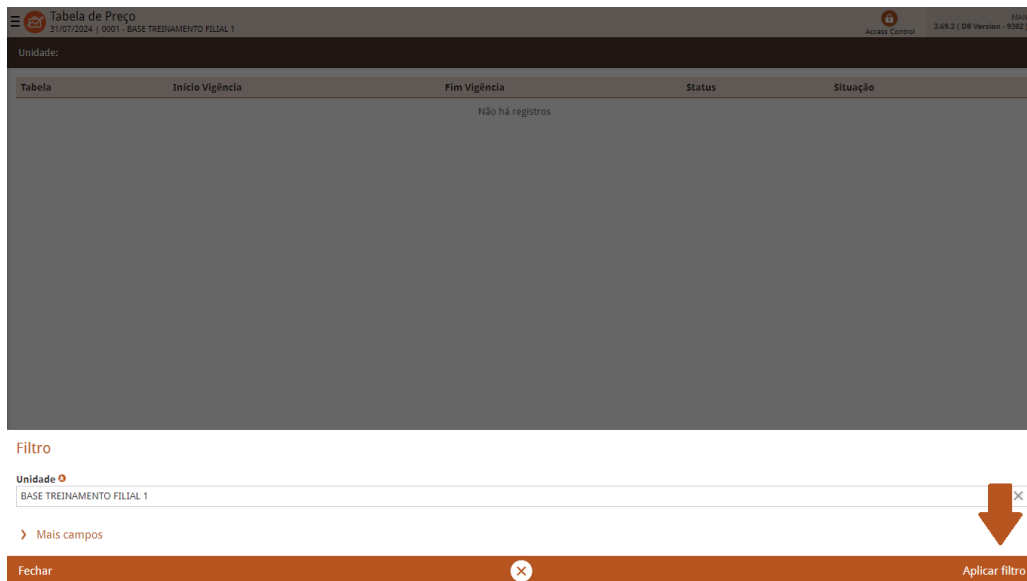 Tabela de Preço
31/07/2024 | 0001 - BASE TREINAMENTO FILIAL 1
Access Control
MAN
3.69.2 ( DB Version - 9302 )
Unidade:
Tabela Início Vigência Fim Vigência Status Situação
Não há registros
Filtro
Unidade
BASE TREINAMENTO FILIAL 1
Mais campos
Fechar
Aplicar filtro